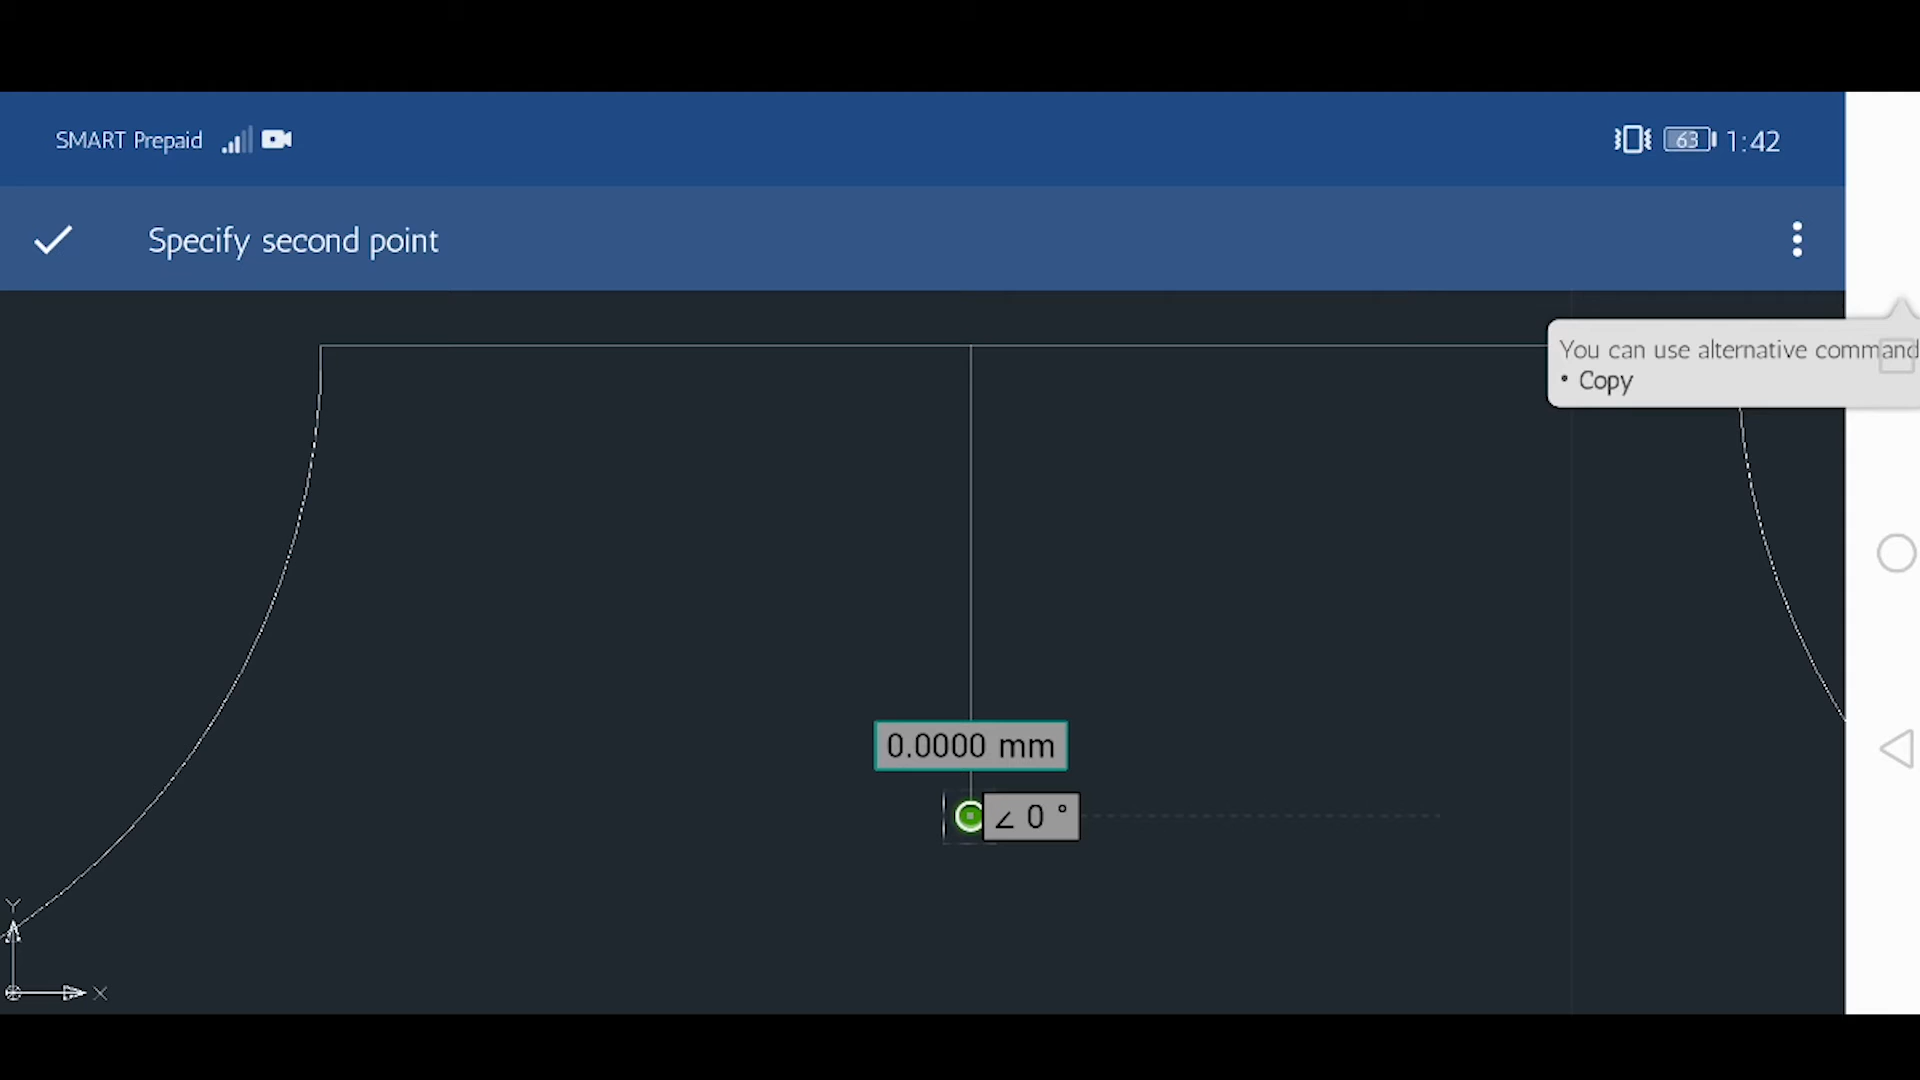 SMART Prepaid
63 1:42
Specify second point
You can use alternative command
• Copy
0.0000 mm
∠ 0 °
Y
X